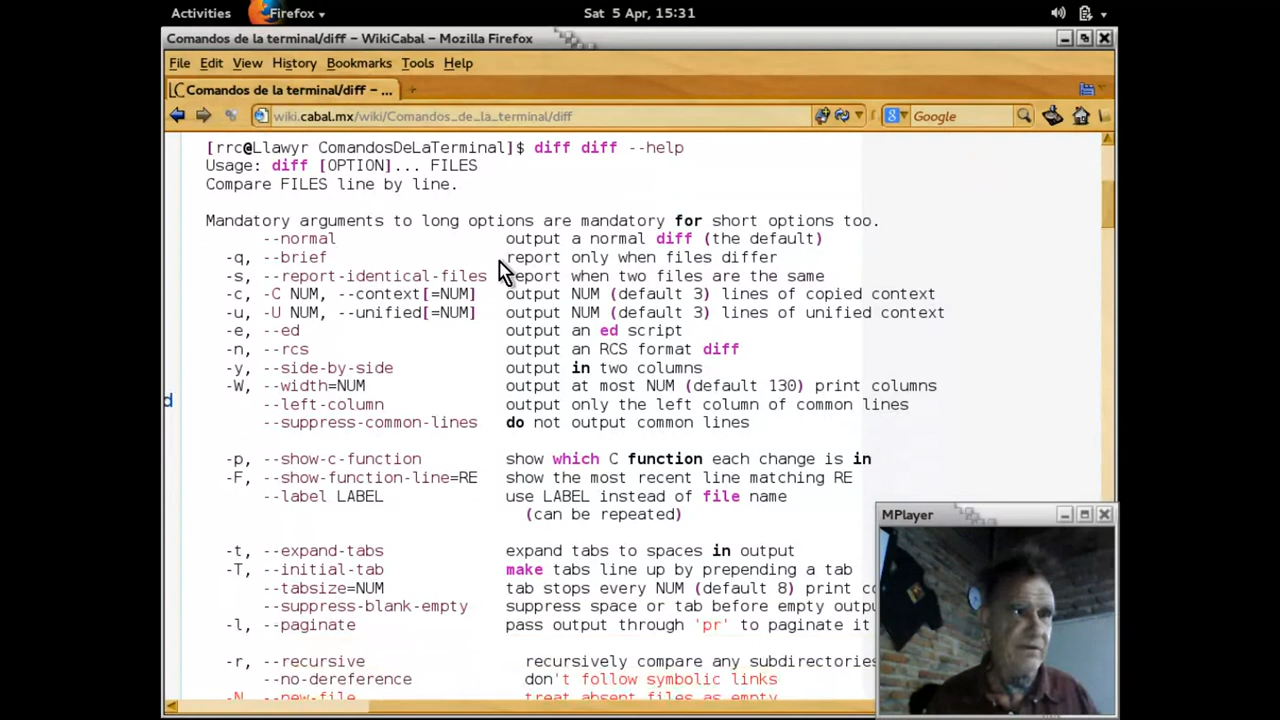 Activities Firefox Sat 5 Apr, 15:31
Comandos de la terminal/diff – WikiCabal – Mozilla Firefox
File Edit View History Bookmarks Tools Help
Comandos de la terminal/diff – ...
wiki.cabal.mx/wiki/Comandos_de_la_terminal/diff Google
[rrc@Llawyr ComandosDeLaTerminal]$ diff diff --help
Usage: diff [OPTION]... FILES
Compare FILES line by line.
Mandatory arguments to long options are mandatory for short options too.
--normal output a normal diff (the default)
-q, --brief report only when files differ
-s, --report-identical-files report when two files are the same
-c, -C NUM, --context[=NUM] output NUM (default 3) lines of copied context
-u, -U NUM, --unified[=NUM] output NUM (default 3) lines of unified context
-e, --ed output an ed script
-n, --rcs output an RCS format diff
-y, --side-by-side output in two columns
-W, --width=NUM output at most NUM (default 130) print columns
d
--left-column output only the left column of common lines
--suppress-common-lines do not output common lines
-p, --show-c-function show which C function each change is in
-F, --show-function-line=RE show the most recent line matching RE
--label LABEL use LABEL instead of file name
(can be repeated)
MPlayer
-t, --expand-tabs expand tabs to spaces in output
-T, --initial-tab make tabs line up by prepending a tab
--tabsize=NUM tab stops every NUM (default 8) print co
--suppress-blank-empty suppress space or tab before empty outpu
-l, --paginate pass output through 'pr' to paginate it
-r, --recursive recursively compare any subdirectories
--no-dereference don't follow symbolic links
-N, --new-file treat absent files as empty